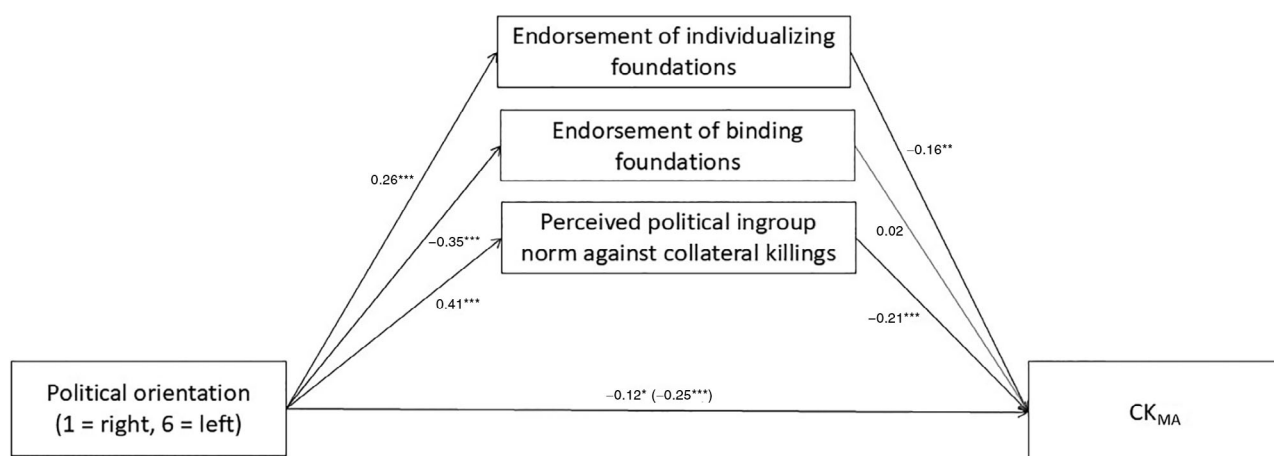 Endorsement of individualizing
foundations
Endorsement of binding
foundations
−0.16**
0.26***
Perceived political ingroup
norm against collateral killings
0.02
−0.35***
0.41***
−0.21***
Political orientation
(1 = right, 6 = left)
−0.12* (−0.25***)
CKMA